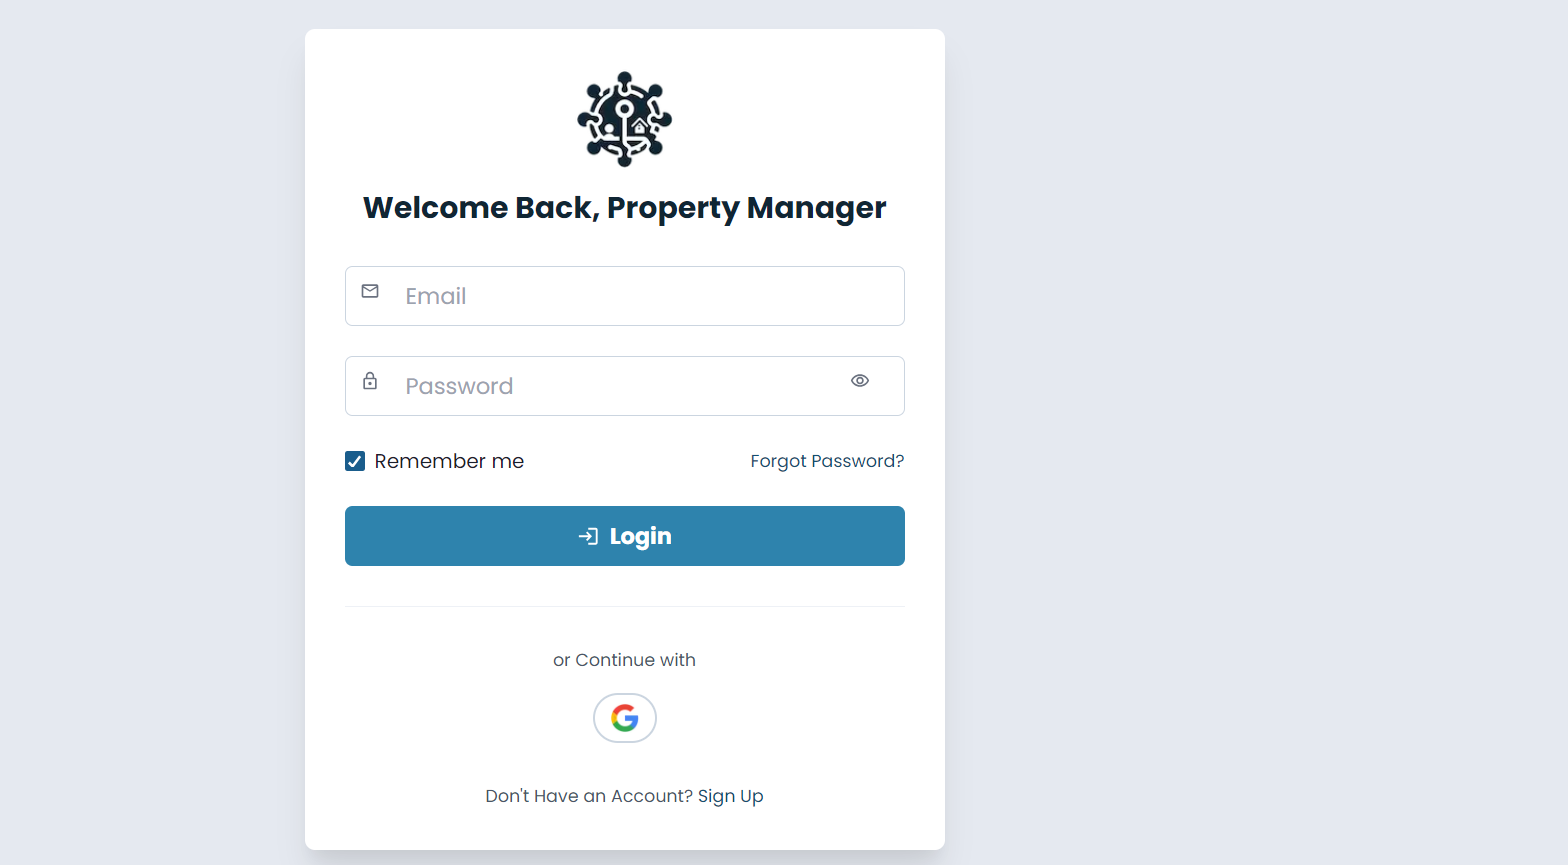 Welcome Back, Property Manager
Email
Password
Remember me
Forgot Password?
Login
or Continue with
Don't Have an Account? Sign Up